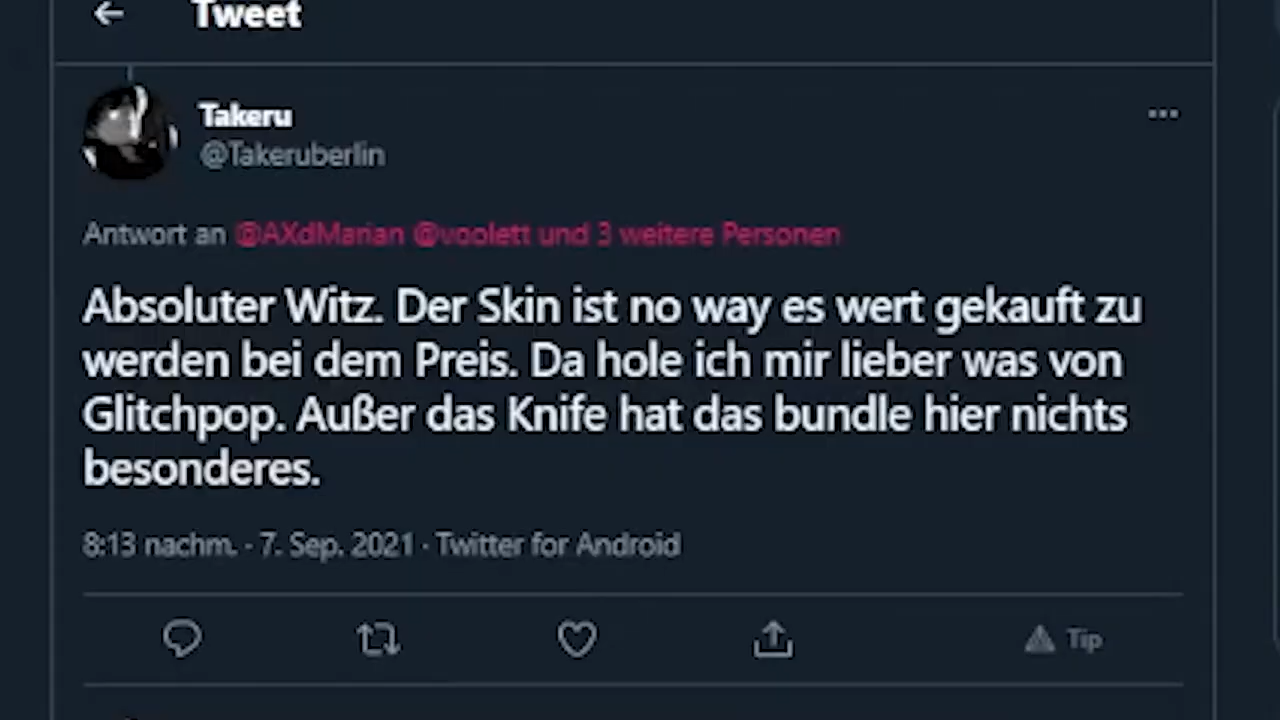 Tweet
Takeru
@Takeruberlin
Antwort an @AXdMarian @voolett und 3 weitere Personen
Absoluter Witz. Der Skin ist no way es wert gekauft zu
werden bei dem Preis. Da hole ich mir lieber was von
Glitchpop. Außer das Knife hat das bundle hier nichts
besonderes.
8:13 nachm. · 7. Sep. 2021 · Twitter for Android
Tip